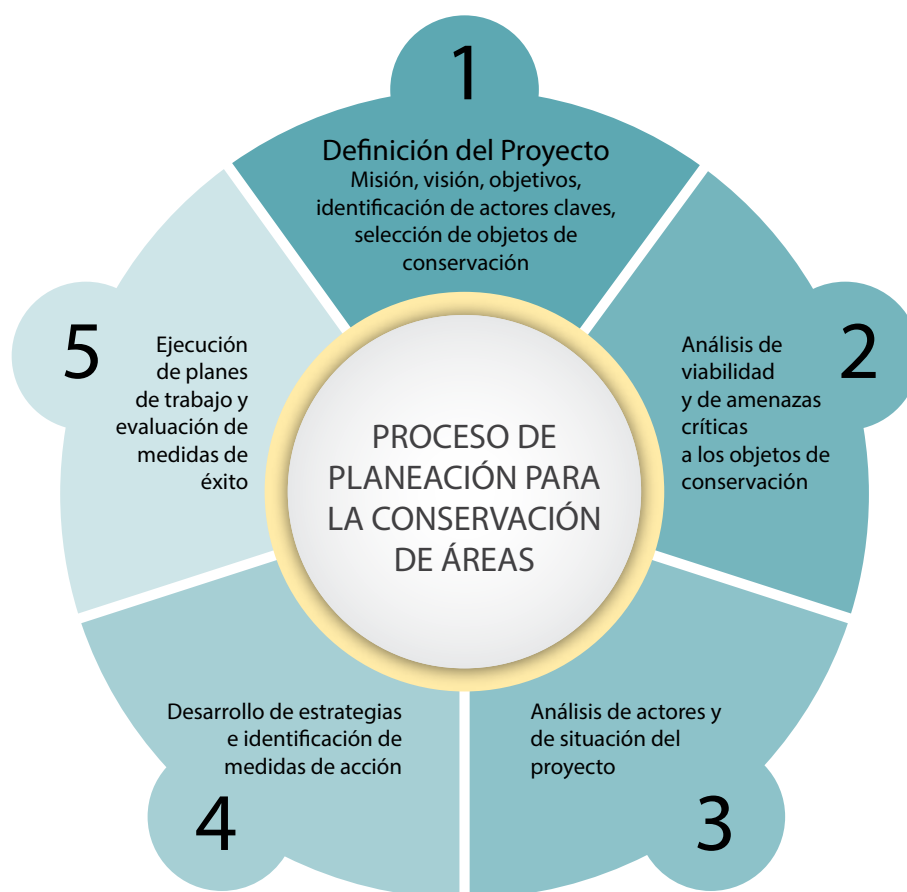 1
Definición del Proyecto
Misión, visión, objetivos,
identificación de actores claves,
selección de objetos de
conservación
2
Análisis de
viabilidad
y de amenazas
críticas
a los objetos de
conservación
3
Análisis de actores y
de situación del
proyecto
4
Desarrollo de estrategias
e identificación de
medidas de acción
5
Ejecución
de planes
de trabajo y
evaluación de
medidas de
éxito
PROCESO DE
PLANEACIÓN PARA
LA CONSERVACIÓN
DE ÁREAS